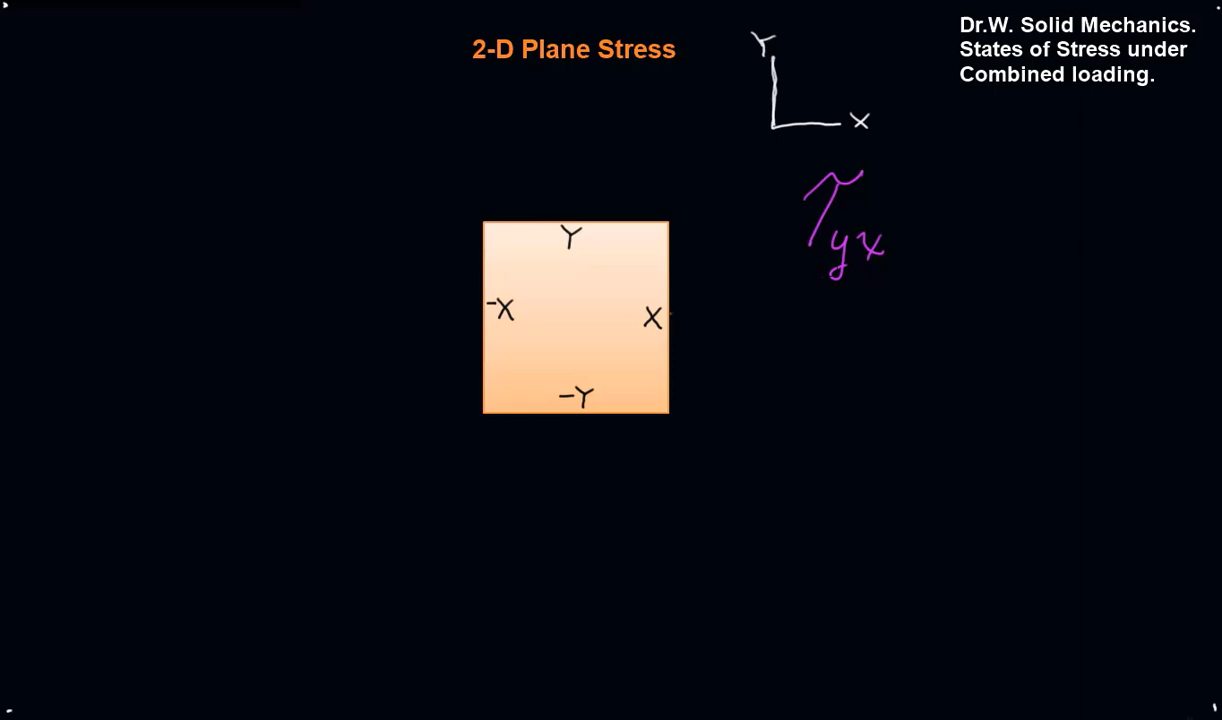 2-D Plane Stress
Dr.W. Solid Mechanics.
States of Stress under
Combined loading.
Y
X
τyx
Y
-X
X
-Y